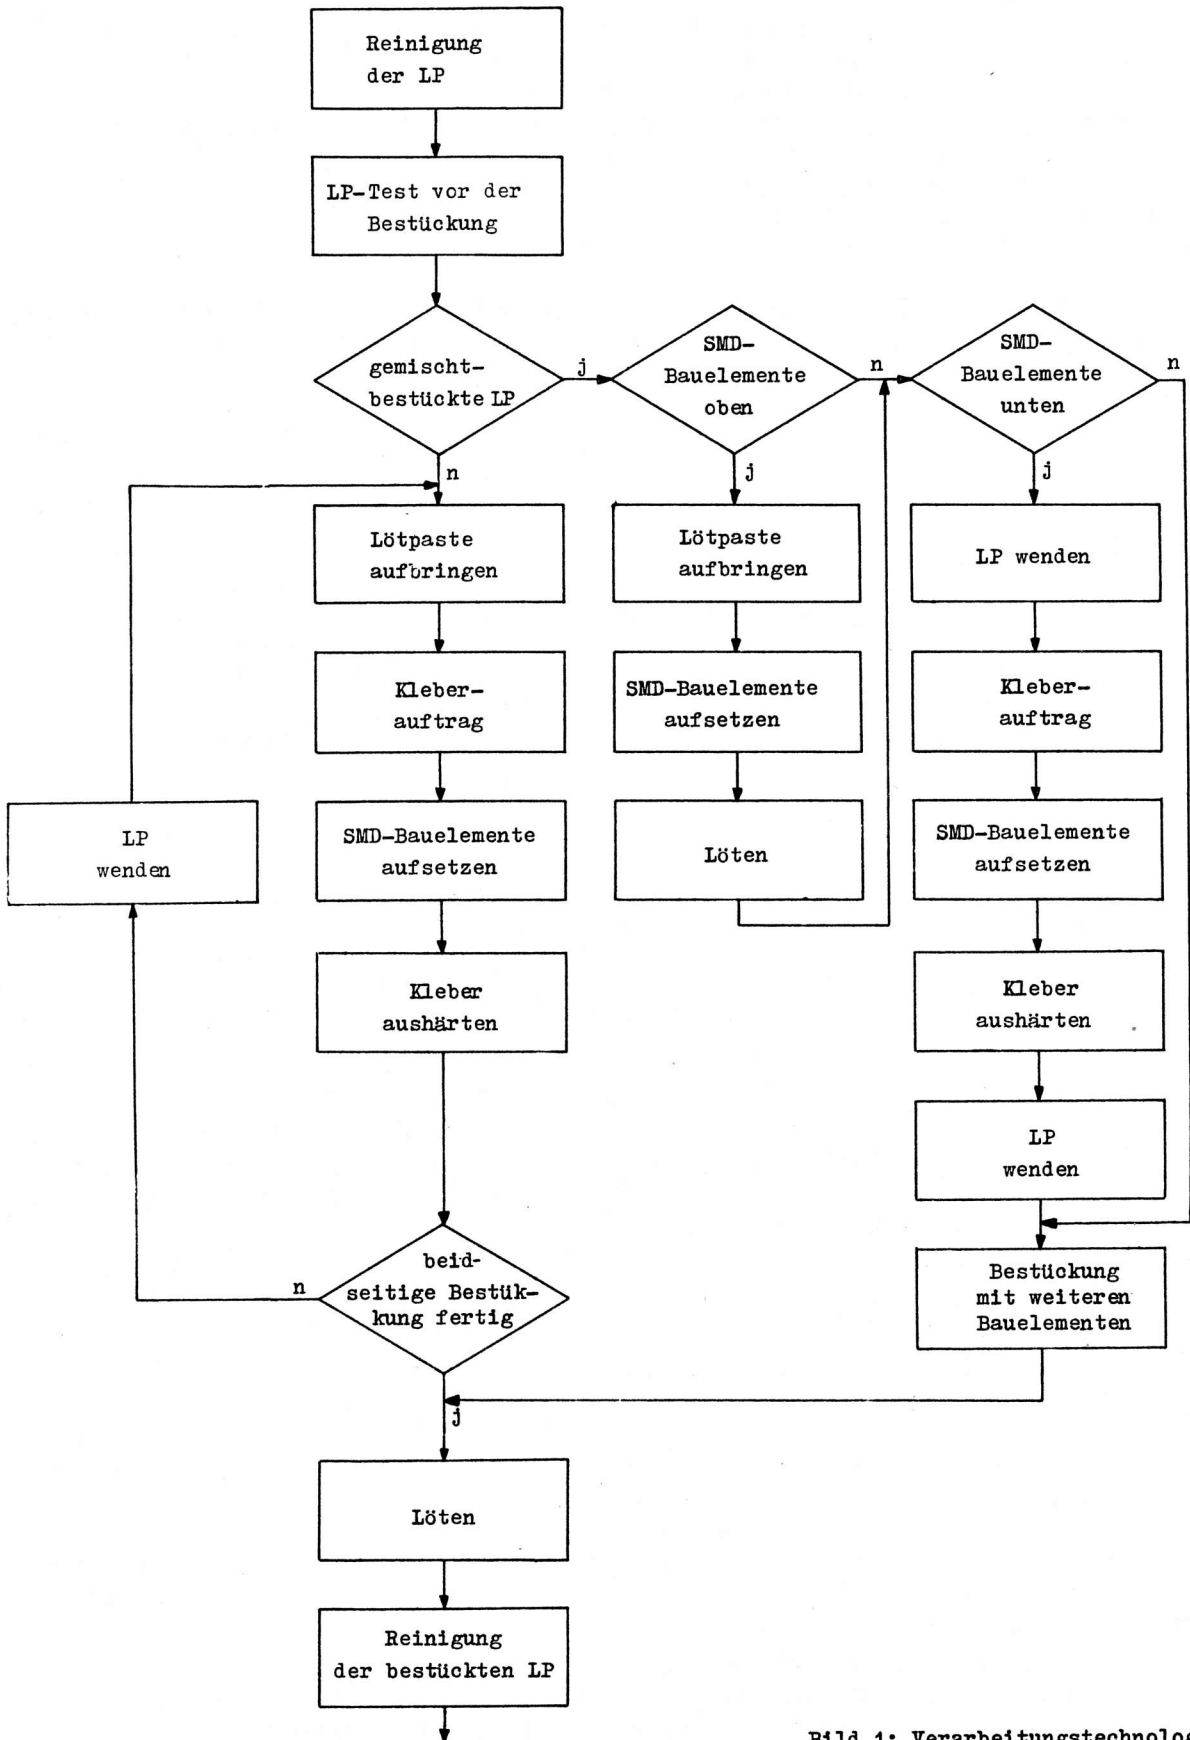 Reinigung
der LP
LP-Test vor der
Bestückung
gemischt-
bestückte LP
j
n
SMD-
Bauelemente
oben
n
j
SMD-
Bauelemente
unten
n
j
Lötpaste
aufbringen
Kleber-
auftrag
SMD-Bauelemente
aufsetzen
Kleber
aushärten
LP
wenden
beid-
seitige Bestük-
kung fertig
n
j
Lötpaste
aufbringen
SMD-Bauelemente
aufsetzen
Löten
LP wenden
Kleber-
auftrag
SMD-Bauelemente
aufsetzen
Kleber
aushärten
LP
wenden
Bestückung
mit weiteren
Bauelementen
Löten
Reinigung
der bestückten LP
Bild 1: Verarbeitungstechnolo